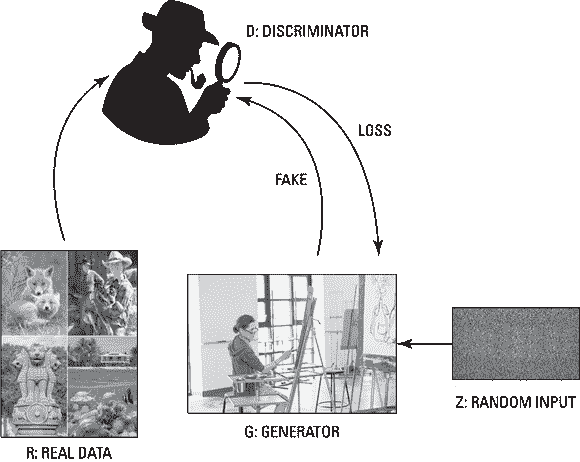 D: DISCRIMINATOR
LOSS
FAKE
Z: RANDOM INPUT
G: GENERATOR
R: REAL DATA